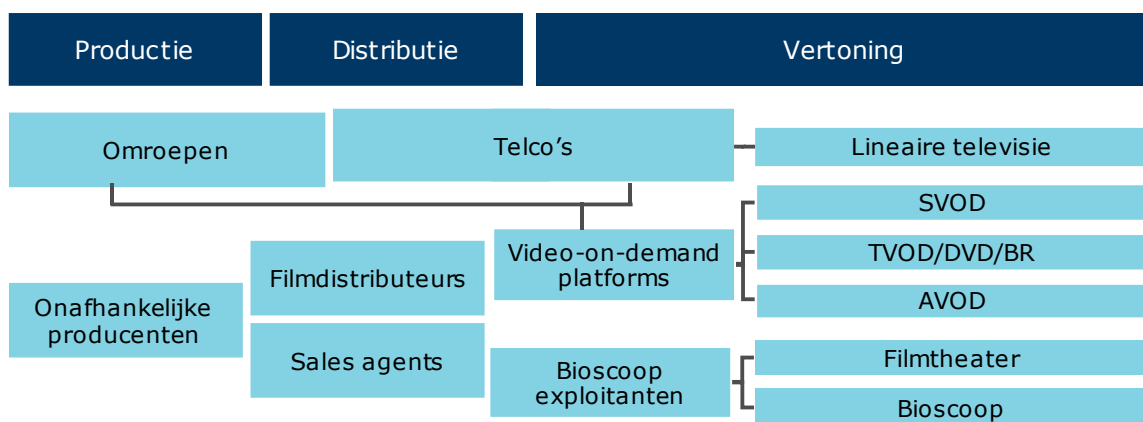 Productie
Distributie
Vertoning
Omroepen
Telco's
Lineaire televisie
SVOD
Video-on-demand
platforms
TVOD/DVD/BR
Filmdistributeurs
AVOD
Onafhankelijke
producenten
Sales agents
Bioscoop
exploitanten
Filmtheater
Bioscoop